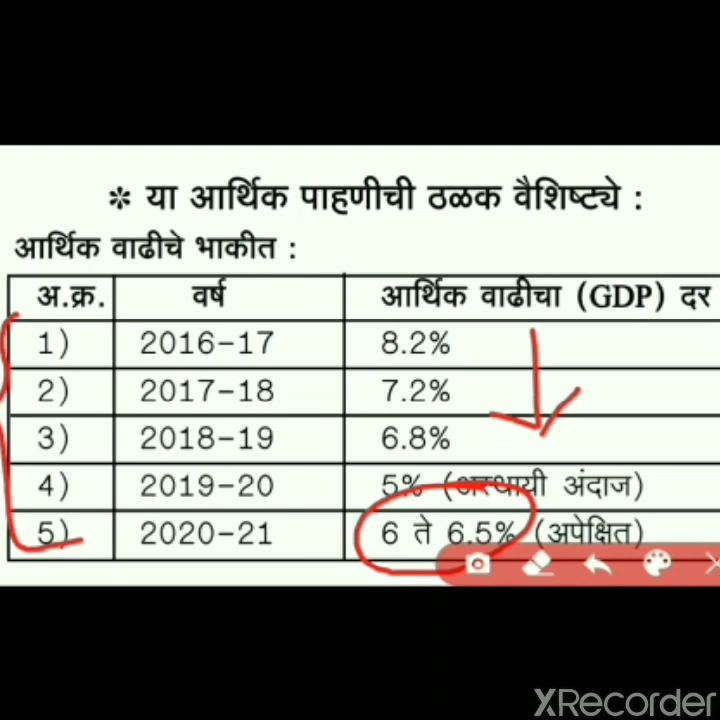 * या आर्थिक पाहणीची ठळक वैशिष्ट्ये :
आर्थिक वाढीचे भाकीत :
अ.क्र. वर्ष आर्थिक वाढीचा (GDP) दर
1) 2016-17 8.2%
2) 2017-18 7.2%
3) 2018-19 6.8%
4) 2019-20 5% (अस्थायी अंदाज)
5) 2020-21 6 ते 6.5% (अपेक्षित)
XRecorder